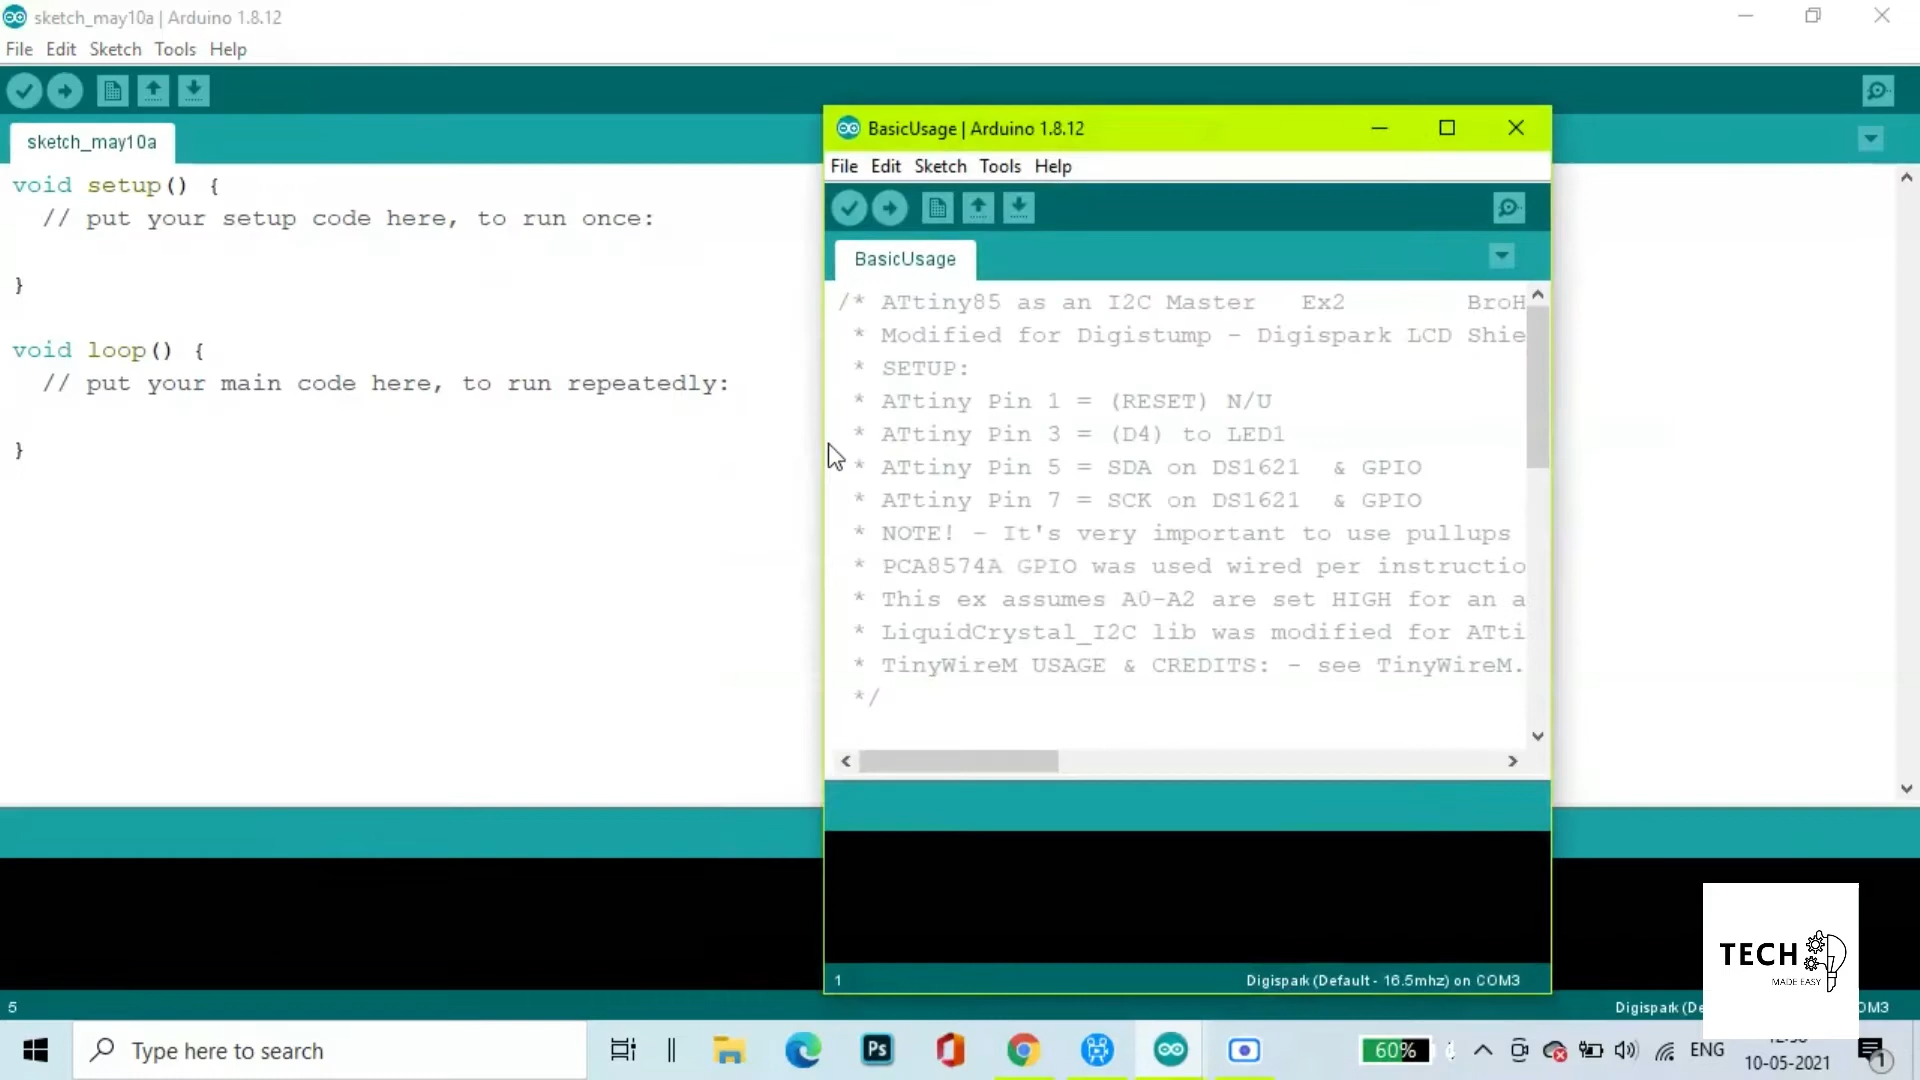 sketch_may10a | Arduino 1.8.12
File Edit Sketch Tools Help
sketch_may10a
void setup() {
// put your setup code here, to run once:
}
void loop() {
// put your main code here, to run repeatedly:
}
BasicUsage | Arduino 1.8.12
File Edit Sketch Tools Help
BasicUsage
/* ATtiny85 as an I2C Master Ex2 BroH
* Modified for Digistump - Digispark LCD Shie
* SETUP:
* ATtiny Pin 1 = (RESET) N/U
* ATtiny Pin 3 = (D4) to LED1
* ATtiny Pin 5 = SDA on DS1621 & GPIO
* ATtiny Pin 7 = SCK on DS1621 & GPIO
* NOTE! - It's very important to use pullups
* PCA8574A GPIO was used wired per instructio
* This ex assumes A0-A2 are set HIGH for an a
* LiquidCrystal_I2C lib was modified for ATti
* TinyWireM USAGE & CREDITS: - see TinyWireM.
*/
1 Digispark (Default - 16.5mhz) on COM3
TECH
MADE EASY
5 Digispark (De OM3
Type here to search
Ps
60%
ENG
10-05-2021
1